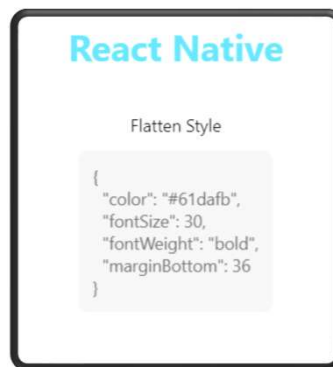 React Native
Flatten Style
{
"color": "#61dafb",
"fontSize": 30,
"fontWeight": "bold",
"marginBottom": 36
}